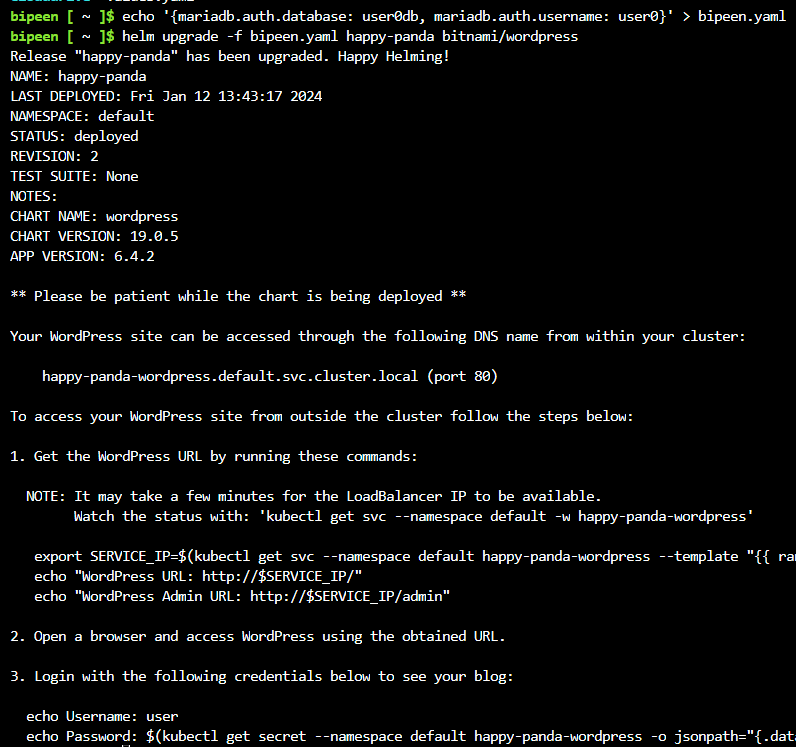 bipeen [ ~ ]$ echo '{mariadb.auth.database: user0db, mariadb.auth.username: user0}' > bipeen.yaml
bipeen [ ~ ]$ helm upgrade -f bipeen.yaml happy-panda bitnami/wordpress
Release "happy-panda" has been upgraded. Happy Helming!
NAME: happy-panda
LAST DEPLOYED: Fri Jan 12 13:43:17 2024
NAMESPACE: default
STATUS: deployed
REVISION: 2
TEST SUITE: None
NOTES:
CHART NAME: wordpress
CHART VERSION: 19.0.5
APP VERSION: 6.4.2

** Please be patient while the chart is being deployed **

Your WordPress site can be accessed through the following DNS name from within your cluster:

    happy-panda-wordpress.default.svc.cluster.local (port 80)

To access your WordPress site from outside the cluster follow the steps below:

1. Get the WordPress URL by running these commands:

  NOTE: It may take a few minutes for the LoadBalancer IP to be available.
        Watch the status with: 'kubectl get svc --namespace default -w happy-panda-wordpress'

   export SERVICE_IP=$(kubectl get svc --namespace default happy-panda-wordpress --template "{{ ran
   echo "WordPress URL: http://$SERVICE_IP/"
   echo "WordPress Admin URL: http://$SERVICE_IP/admin"

2. Open a browser and access WordPress using the obtained URL.

3. Login with the following credentials below to see your blog:

  echo Username: user
  echo Password: $(kubectl get secret --namespace default happy-panda-wordpress -o jsonpath="{.data